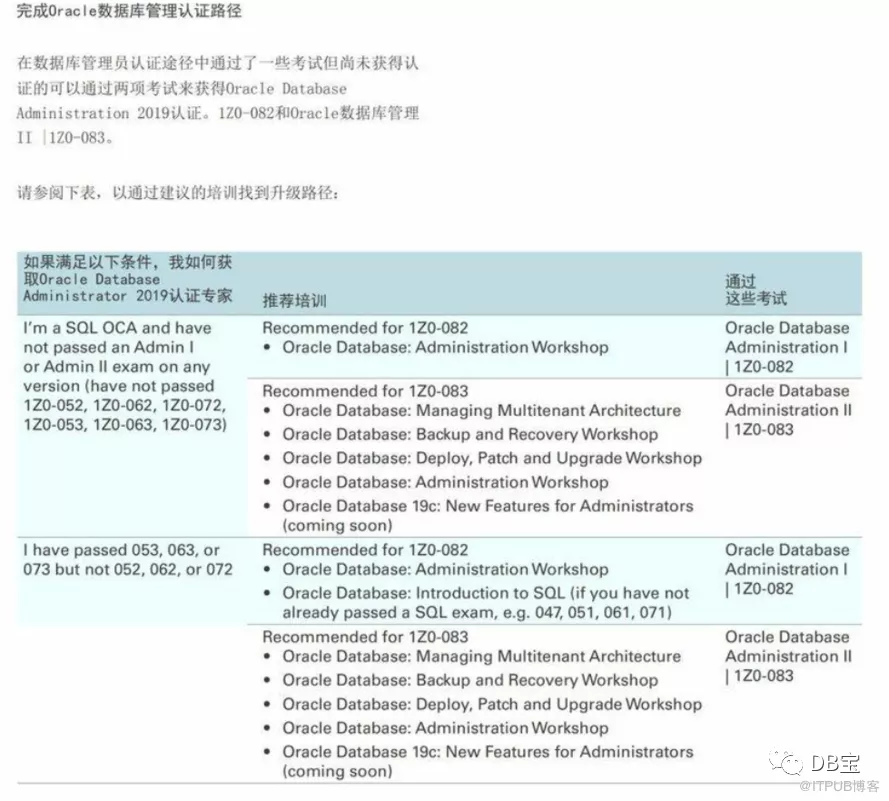 完成Oracle数据库管理认证路径
在数据库管理员认证途径中通过了一些考试但尚未获得认
证的可以通过两项考试来获得Oracle Database
Administration 2019认证。1Z0-082和Oracle数据库管理
II |1Z0-083。
请参阅下表，以通过建议的培训找到升级路径：
如果满足以下条件，我如何获
取Oracle Database
Administrator 2019认证专家
推荐培训
通过
这些考试
I'm a SQL OCA and have
not passed an Admin I
or Admin II exam on any
version (have not passed
1Z0-052, 1Z0-062, 1Z0-072,
1Z0-053, 1Z0-063, 1Z0-073)
Recommended for 1Z0-082
• Oracle Database: Administration Workshop
Oracle Database
Administration I
| 1Z0-082
Recommended for 1Z0-083
• Oracle Database: Managing Multitenant Architecture
• Oracle Database: Backup and Recovery Workshop
• Oracle Database: Deploy, Patch and Upgrade Workshop
• Oracle Database: Administration Workshop
• Oracle Database 19c: New Features for Administrators
(coming soon)
Oracle Database
Administration II
| 1Z0-083
I have passed 053, 063, or
073 but not 052, 062, or 072
Recommended for 1Z0-082
• Oracle Database: Administration Workshop
• Oracle Database: Introduction to SQL (if you have not
already passed a SQL exam, e.g. 047, 051, 061, 071)
Oracle Database
Administration I
| 1Z0-082
Recommended for 1Z0-083
• Oracle Database: Managing Multitenant Architecture
• Oracle Database: Backup and Recovery Workshop
• Oracle Database: Deploy, Patch and Upgrade Workshop
• Oracle Database: Administration Workshop
• Oracle Database 19c: New Features for Administrators
(coming soon)
Oracle Database
Administration II
| 1Z0-083
DB宝
@ITPUB博客